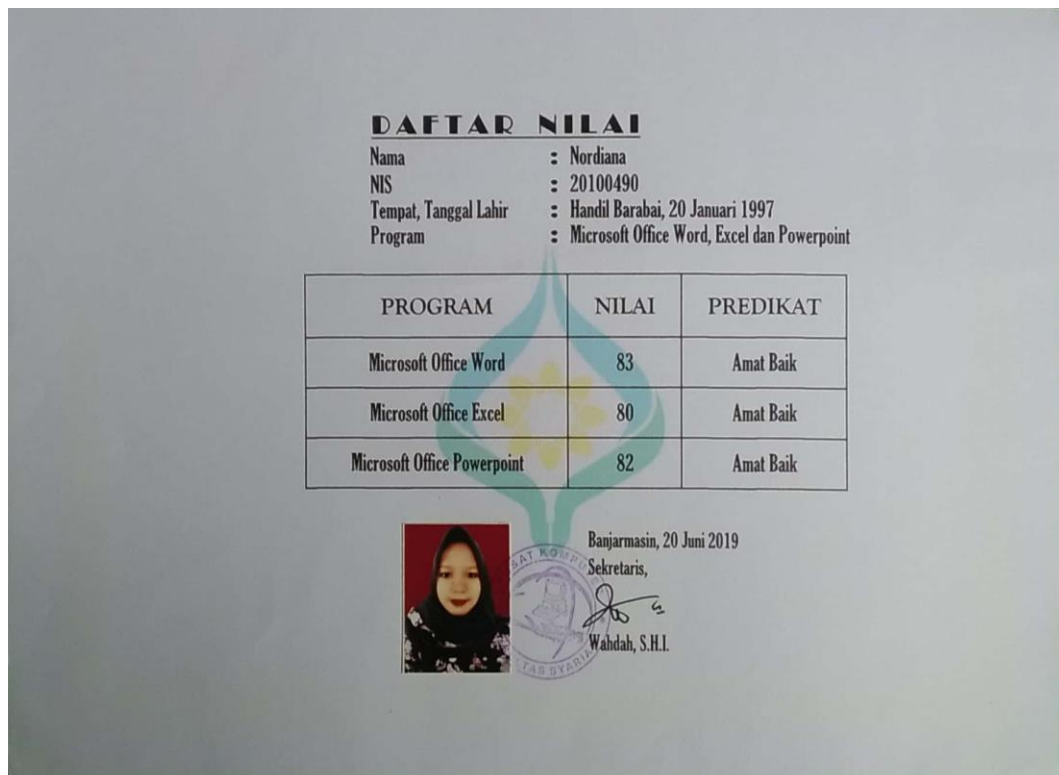 DAFTAR NILAI
Nama : Nordiana
NIS : 20100490
Tempat, Tanggal Lahir : Handil Barabai, 20 Januari 1997
Program : Microsoft Office Word, Excel dan Powerpoint
PROGRAM NILAI PREDIKAT
Microsoft Office Word 83 Amat Baik
Microsoft Office Excel 80 Amat Baik
Microsoft Office Powerpoint 82 Amat Baik
Banjarmasin, 20 Juni 2019
Sekretaris,
Wahdah, S.H.I.